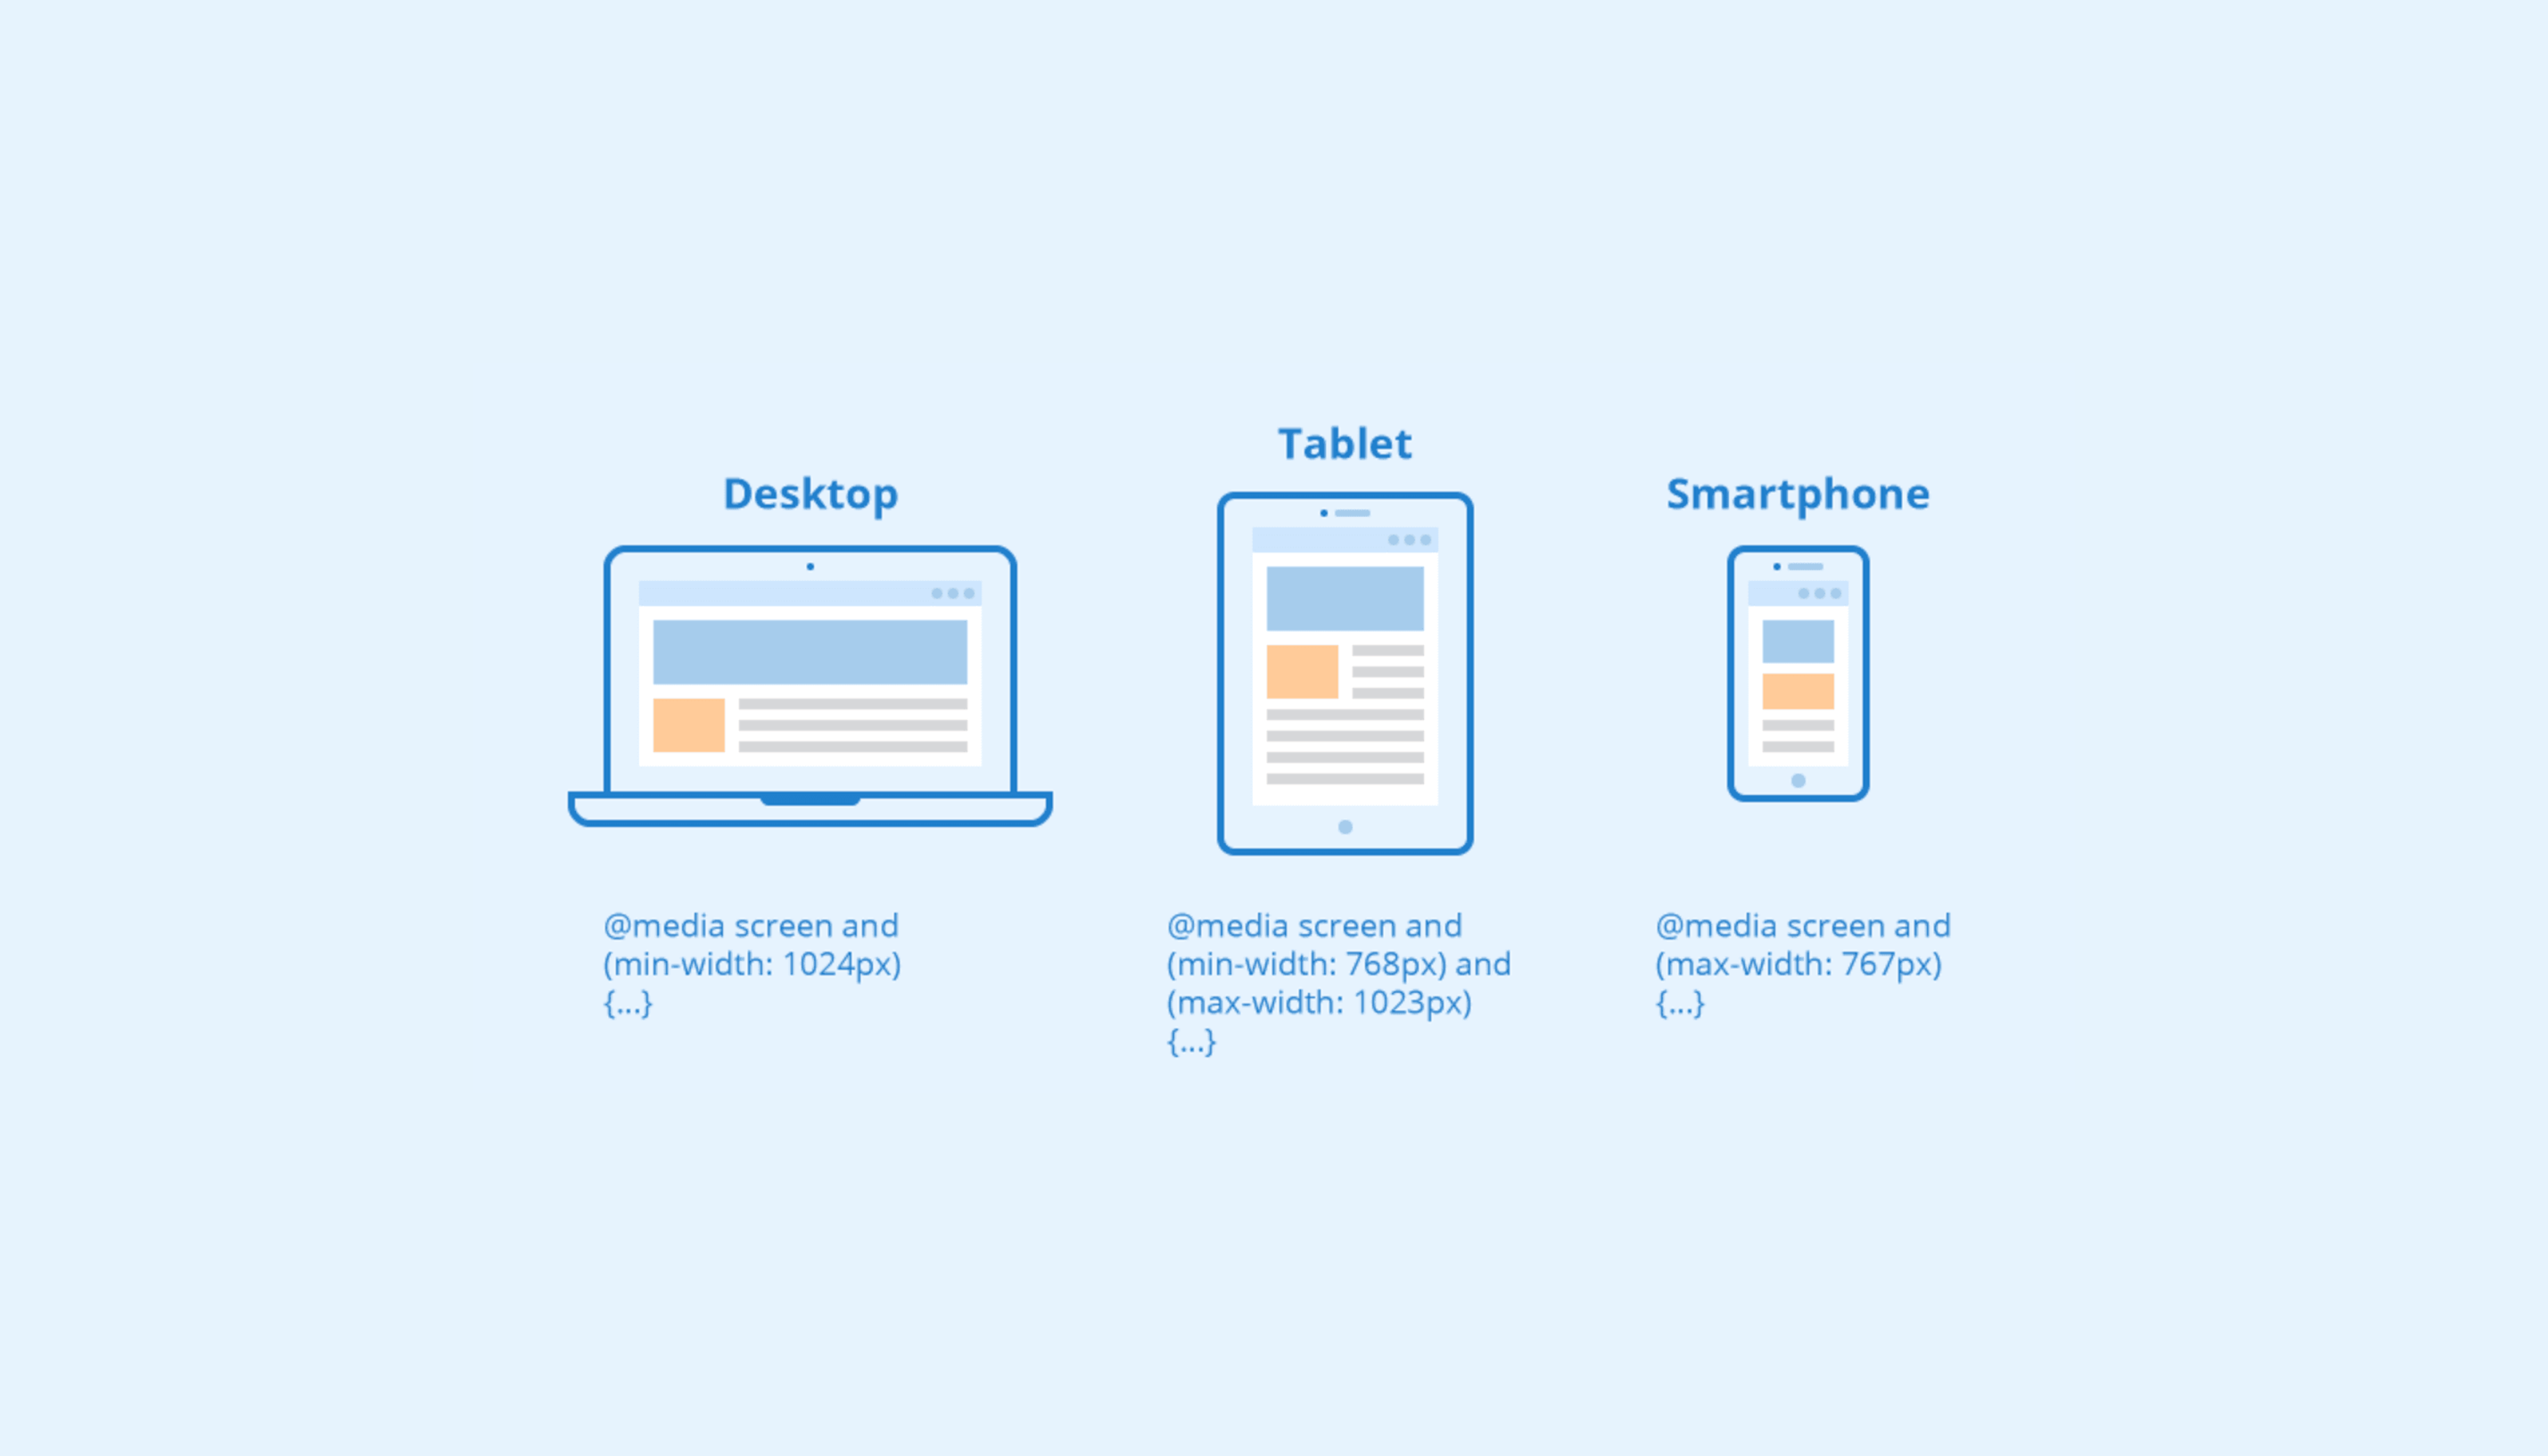 Desktop
@media screen and
(min-width: 1024px)
{...}
Tablet
@media screen and
(min-width: 768px) and
(max-width: 1023px)
{...}
Smartphone
@media screen and
(max-width: 767px)
{...}